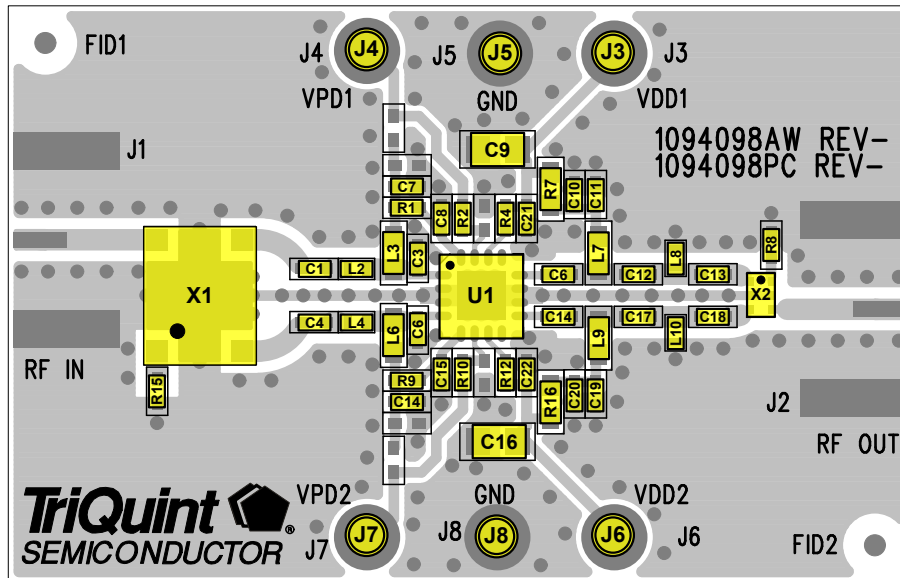 FID1
J4
J4
J5
J5
J3
J3
VPD1
GND
VDD1
J1
1094098AW REV-
1094098PC REV-
C9
C7
R1
C8
R2
R4
C21
R7
C10
C11
L3
C3
L7
L8
R8
C1
L2
C6
C12
C13
X1
U1
X2
C4
L4
L6
C6
C14
L9
C17
L10
C18
RF IN
R15
R9
C14
C15
R10
R12
C22
R16
C20
C19
J2
C16
RF OUT
VPD2
GND
VDD2
TriQuint
SEMICONDUCTOR
®
J7
J7
J8
J8
J6
J6
FID2